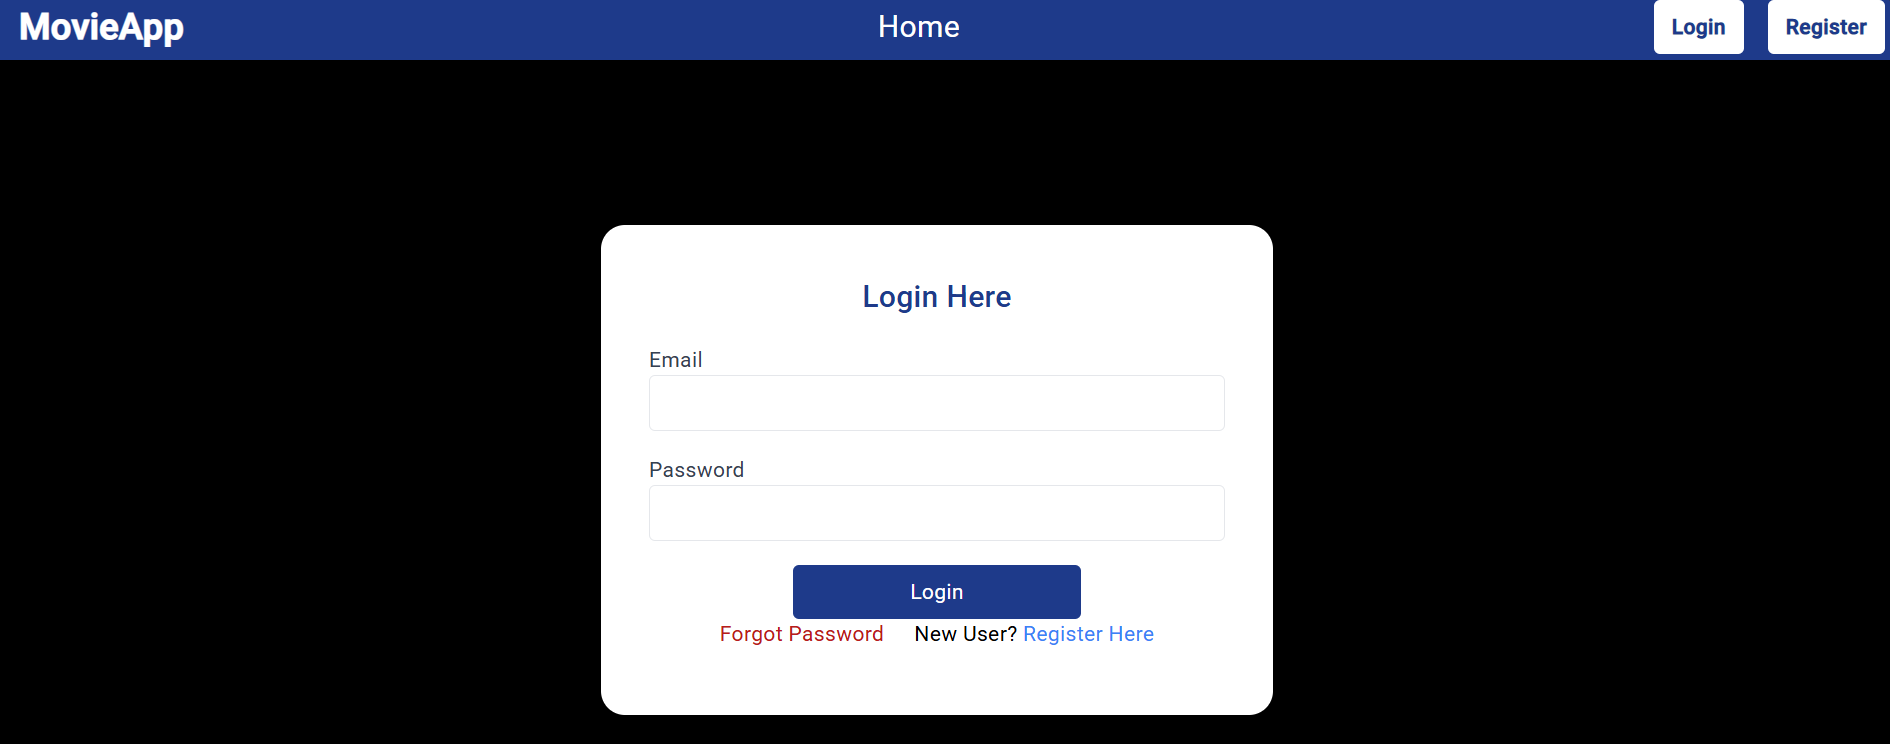 MovieApp Home Login Register
Login Here
Email
Password
Login
Forgot Password New User? Register Here